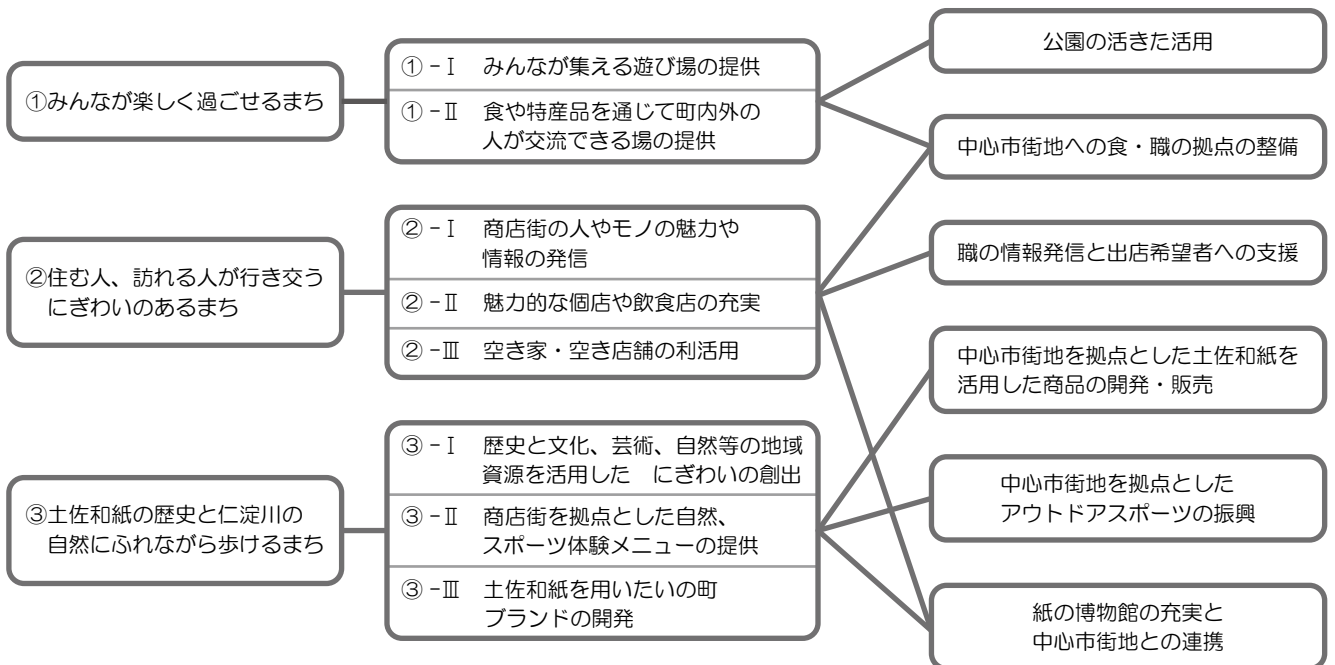 ①みんなが楽しく過ごせるまち
①-Ⅰ　みんなが集える遊び場の提供
①-Ⅱ　食や特産品を通じて町内外の
人が交流できる場の提供
②住む人、訪れる人が行き交う
にぎわいのあるまち
②-Ⅰ　商店街の人やモノの魅力や
情報の発信
②-Ⅱ　魅力的な個店や飲食店の充実
②-Ⅲ　空き家・空き店舗の利活用
③土佐和紙の歴史と仁淀川の
自然にふれながら歩けるまち
③-Ⅰ　歴史と文化、芸術、自然等の地域
資源を活用した　にぎわいの創出
③-Ⅱ　商店街を拠点とした自然、
スポーツ体験メニューの提供
③-Ⅲ　土佐和紙を用いたいの町
ブランドの開発
公園の活きた活用
中心市街地への食・職の拠点の整備
職の情報発信と出店希望者への支援
中心市街地を拠点とした土佐和紙を
活用した商品の開発・販売
中心市街地を拠点とした
アウトドアスポーツの振興
紙の博物館の充実と
中心市街地との連携